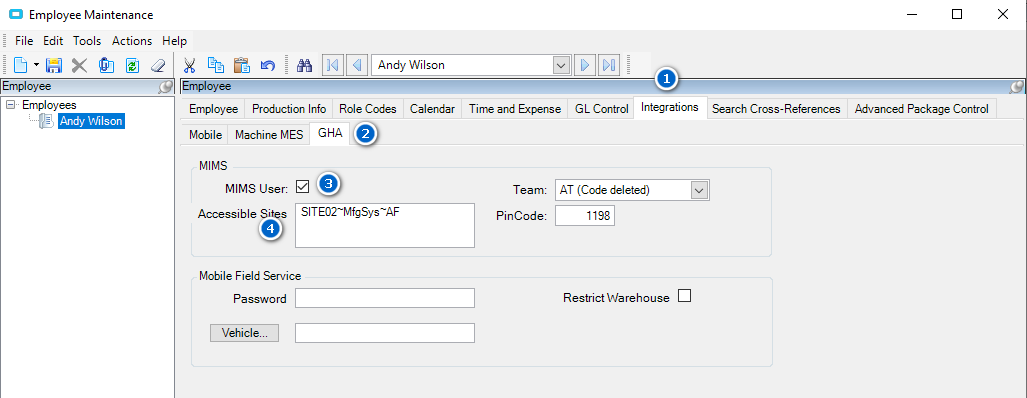 Employee Maintenance
File Edit Tools Actions Help
Andy Wilson
Employee
Employee
1
Employees
Andy Wilson
Employee Production Info Role Codes Calendar Time and Expense GL Control Integrations Search Cross-References Advanced Package Control
Mobile Machine MES GHA 2
MIMS
MIMS User: 3 Team: AT (Code deleted)
Accessible Sites SITE02~MfgSys~AF PinCode: 1198
4
Mobile Field Service
Password Restrict Warehouse
Vehicle...